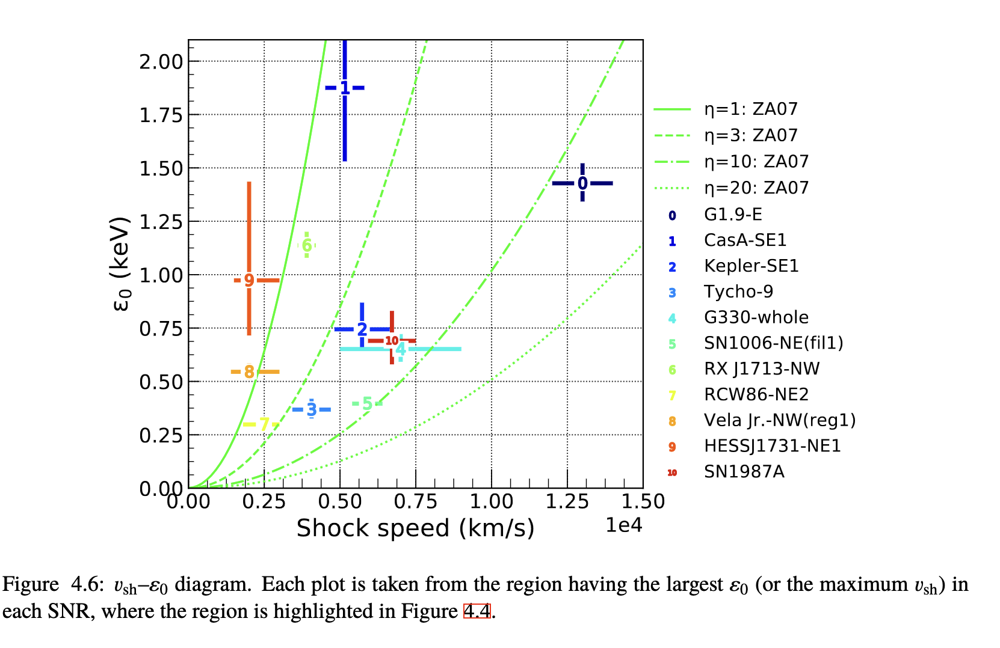 2.00
1.75
1.50
1.25
1.00
0.75
0.50
0.25
0.00
ε0 (keV)
0.00 0.25 0.50 0.75 1.00 1.25 1.50
1e4
Shock speed (km/s)
1
0
6
9
2
10
4
8
5
3
7
η=1: ZA07
η=3: ZA07
η=10: ZA07
η=20: ZA07
0 G1.9-E
1 CasA-SE1
2 Kepler-SE1
3 Tycho-9
4 G330-whole
5 SN1006-NE(fil1)
6 RX J1713-NW
7 RCW86-NE2
8 Vela Jr.-NW(reg1)
9 HESSJ1731-NE1
10 SN1987A
Figure 4.6: vsh–ε0 diagram. Each plot is taken from the region having the largest ε0 (or the maximum vsh) in
each SNR, where the region is highlighted in Figure 4.4.